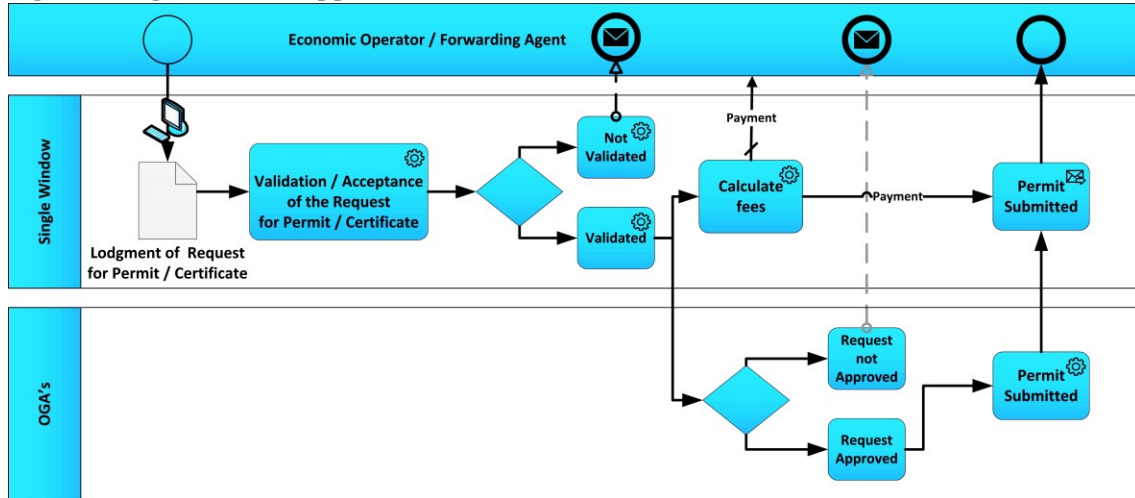 Economic Operator / Forwarding Agent
Single Window
Lodgment of Request
for Permit / Certificate
Validation / Acceptance
of the Request
for Permit / Certificate
Not
Validated
Validated
Payment
Calculate
fees
Payment
Permit
Submitted
OGA's
Request
not
Approved
Request
Approved
Permit
Submitted